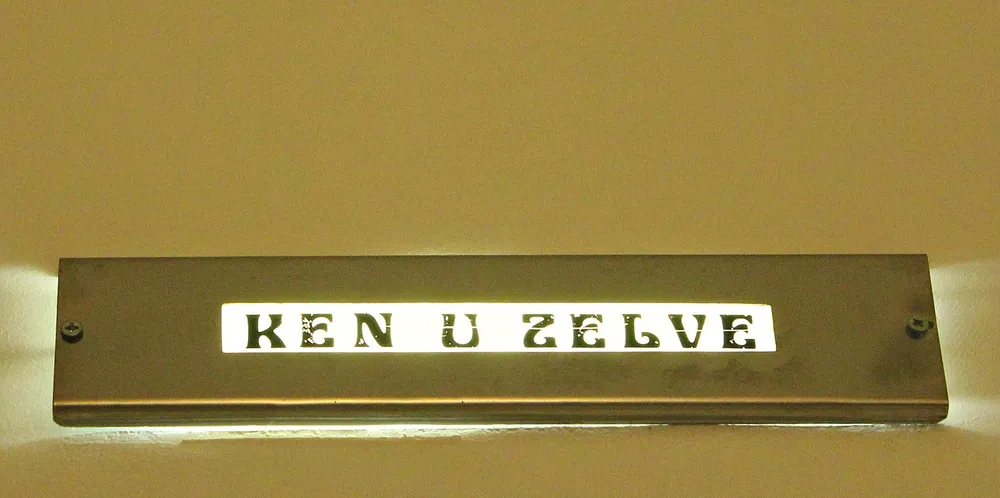 KEN U ZELVE